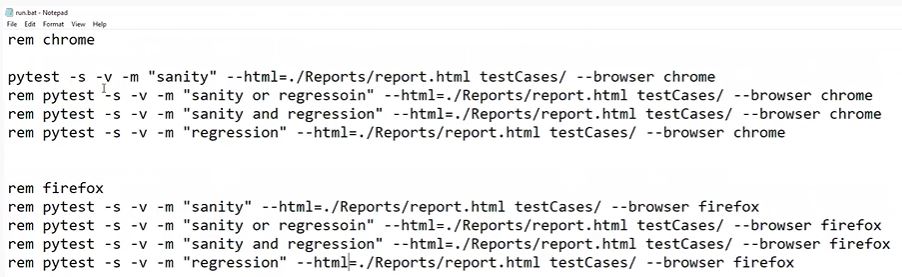 run.bat - Notepad
File Edit Format View Help
rem chrome
pytest -s -v -m "sanity" --html=./Reports/report.html testCases/ --browser chrome
rem pytest -s -v -m "sanity or regressoin" --html=./Reports/report.html testCases/ --browser chrome
rem pytest -s -v -m "sanity and regression" --html=./Reports/report.html testCases/ --browser chrome
rem pytest -s -v -m "regression" --html=./Reports/report.html testCases/ --browser chrome
rem firefox
rem pytest -s -v -m "sanity" --html=./Reports/report.html testCases/ --browser firefox
rem pytest -s -v -m "sanity or regressoin" --html=./Reports/report.html testCases/ --browser firefox
rem pytest -s -v -m "sanity and regression" --html=./Reports/report.html testCases/ --browser firefox
rem pytest -s -v -m "regression" --html=./Reports/report.html testCases/ --browser firefox